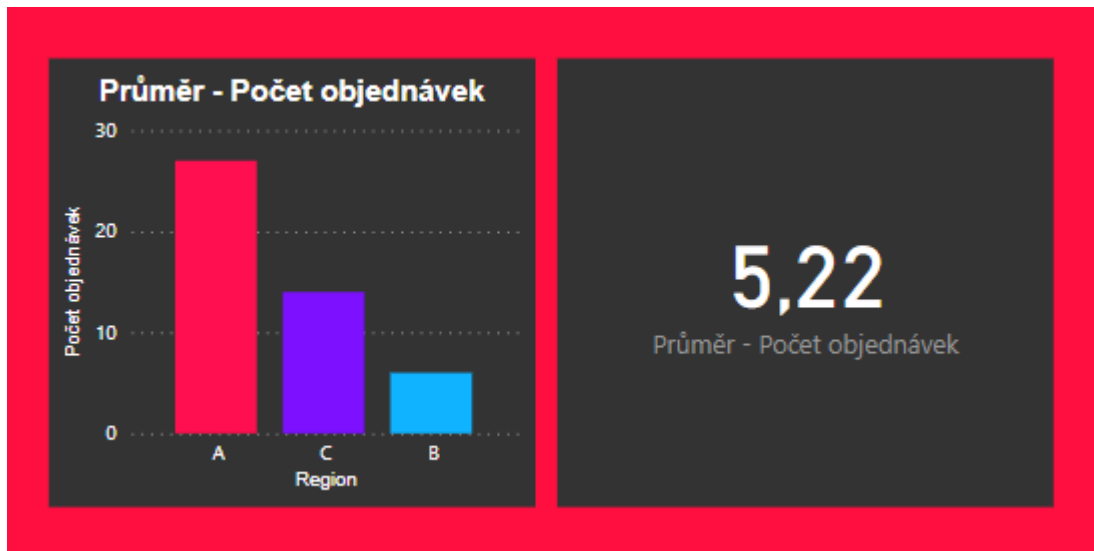 Průměr - Počet objednávek
30
20
10
0
Počet objednávek
A C B
Region
5,22
Průměr - Počet objednávek